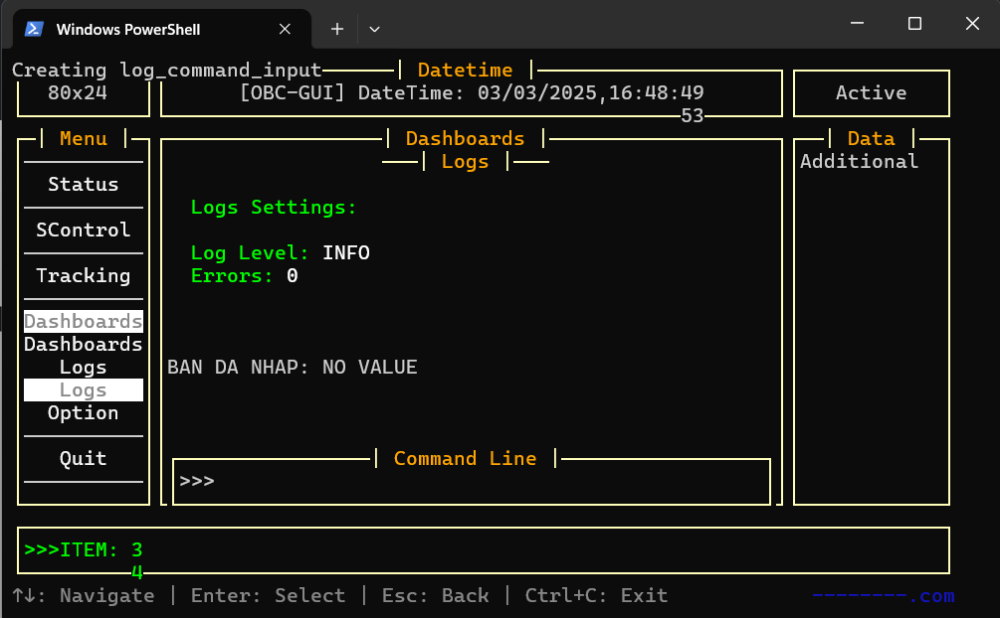 Windows PowerShell
Creating log_command_input
Datetime
80x24
[OBC-GUI] DateTime: 03/03/2025,16:48:49
53
Active
Menu
Status
SControl
Tracking
Dashboards
Dashboards
Logs
Logs
Option
Quit
Dashboards
Logs
Logs Settings:
Log Level: INFO
Errors: 0
BAN DA NHAP: NO VALUE
Command Line
>>>
Data
Additional
>>>ITEM: 3
4
↑↓: Navigate | Enter: Select | Esc: Back | Ctrl+C: Exit
--------.com